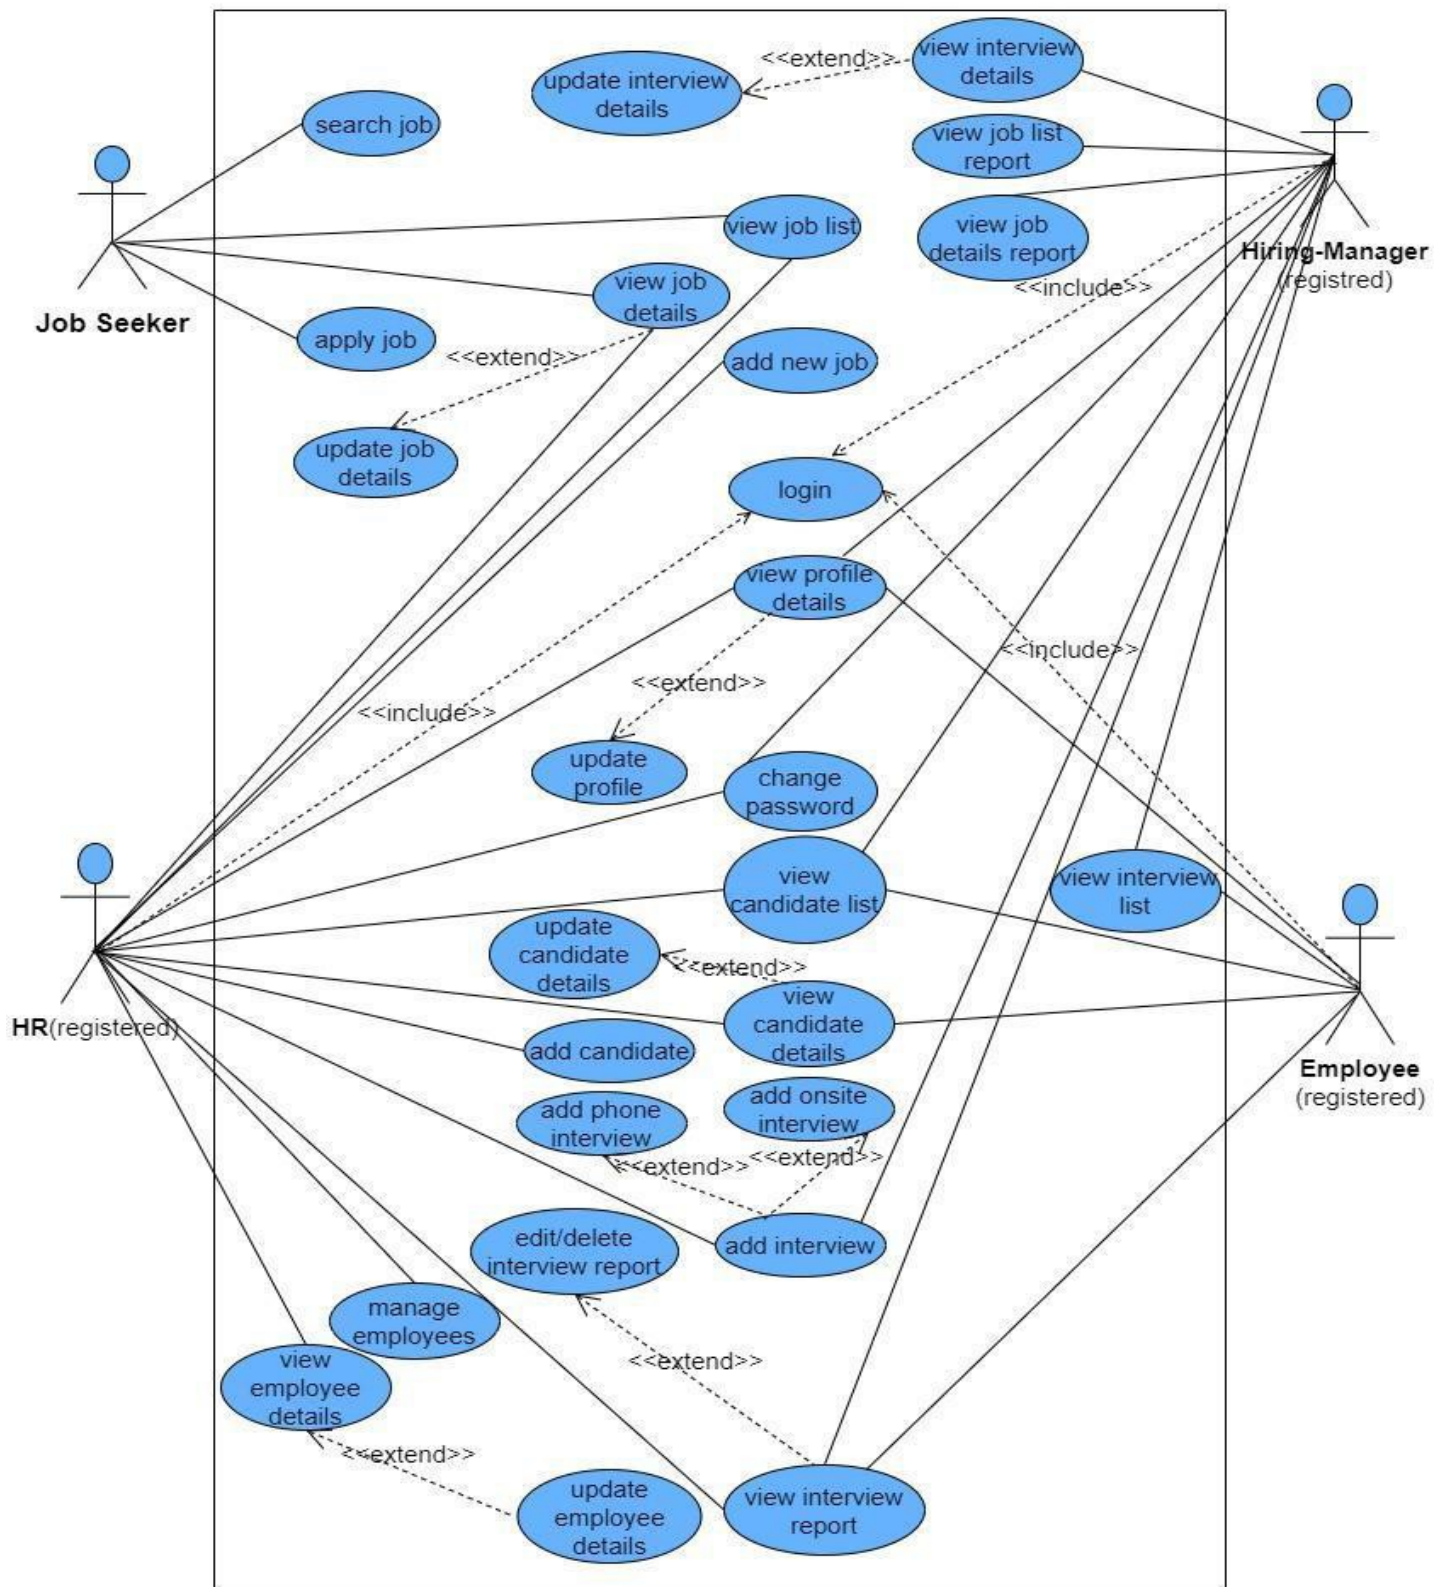 view interview
details
<<extend>>
update interview
details
search job
view job list
report
view job list
view job
details report
Hiring-Manager
(registred)
<<include>>
view job
details
Job Seeker
apply job
<<extend>>
add new job
update job
details
login
view profile
details
<<include>>
<<extend>>
<<include>>
update
profile
change
password
view
candidate list
view interview
list
update
candidate
details
<<extend>>
view
candidate
details
HR(registered)
add candidate
Employee
(registered)
add phone
interview
add onsite
interview
<<extend>>
<<extend>>
edit/delete
interview report
add interview
manage
employees
view
employee
details
<<extend>>
<<extend>>
update
employee
details
view interview
report